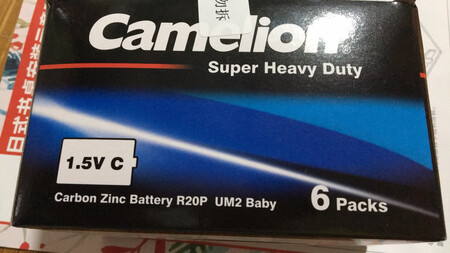 Camelion
Super Heavy Duty
1.5V C
Carbon Zinc Battery R20P UM2 Baby
6 Packs